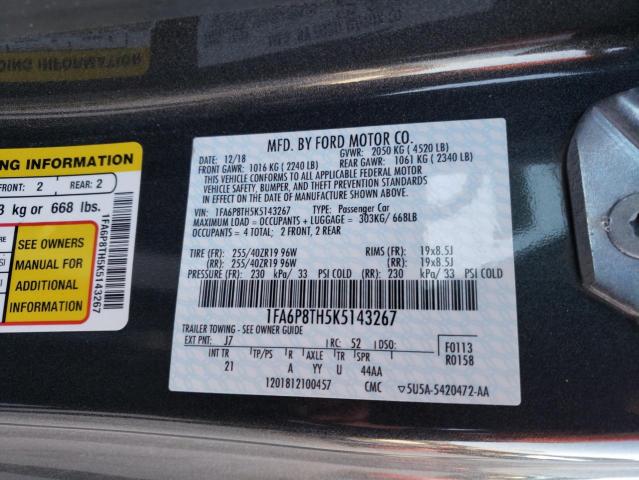 DING INFORMATION
ING INFORMATION
FRONT: 2 REAR: 2
3 kg or 668 lbs.
SEE OWNERS
MANUAL FOR
ADDITIONAL
INFORMATION
1FA6P8TH5K5143267
MFD. BY FORD MOTOR CO.
DATE: 12/18 GVWR: 2050 KG ( 4520 LB)
FRONT GAWR: 1016 KG ( 2240 LB) REAR GAWR: 1061 KG ( 2340 LB)
THIS VEHICLE CONFORMS TO ALL APPLICABLE FEDERAL MOTOR
VEHICLE SAFETY, BUMPER, AND THEFT PREVENTION STANDARDS IN
EFFECT ON THE DATE OF MANUFACTURE SHOWN ABOVE.
VIN: 1FA6P8TH5K5143267 TYPE: Passenger Car
MAXIMUM LOAD = OCCUPANTS + LUGGAGE = 303KG/ 668LB
OCCUPANTS = 4 TOTAL; 2 FRONT, 2 REAR
TIRE (FR): 255/40ZR19 96W RIMS (FR): 19x8.5J
(RR): 255/40ZR19 96W (RR): 19x8.5J
PRESSURE (FR): 230 kPa/ 33 PSI COLD (RR): 230 kPa/ 33 PSI COLD
1FA6P8TH5K5143267
TRAILER TOWING - SEE OWNER GUIDE
EXT PNT: J7 RC: 52 DSO: F0113
INT TR TP/PS R AXLE TR SPR R0158
21 A YY U 44AA
1201812100457 CMC ▽5U5A-5420472-AA